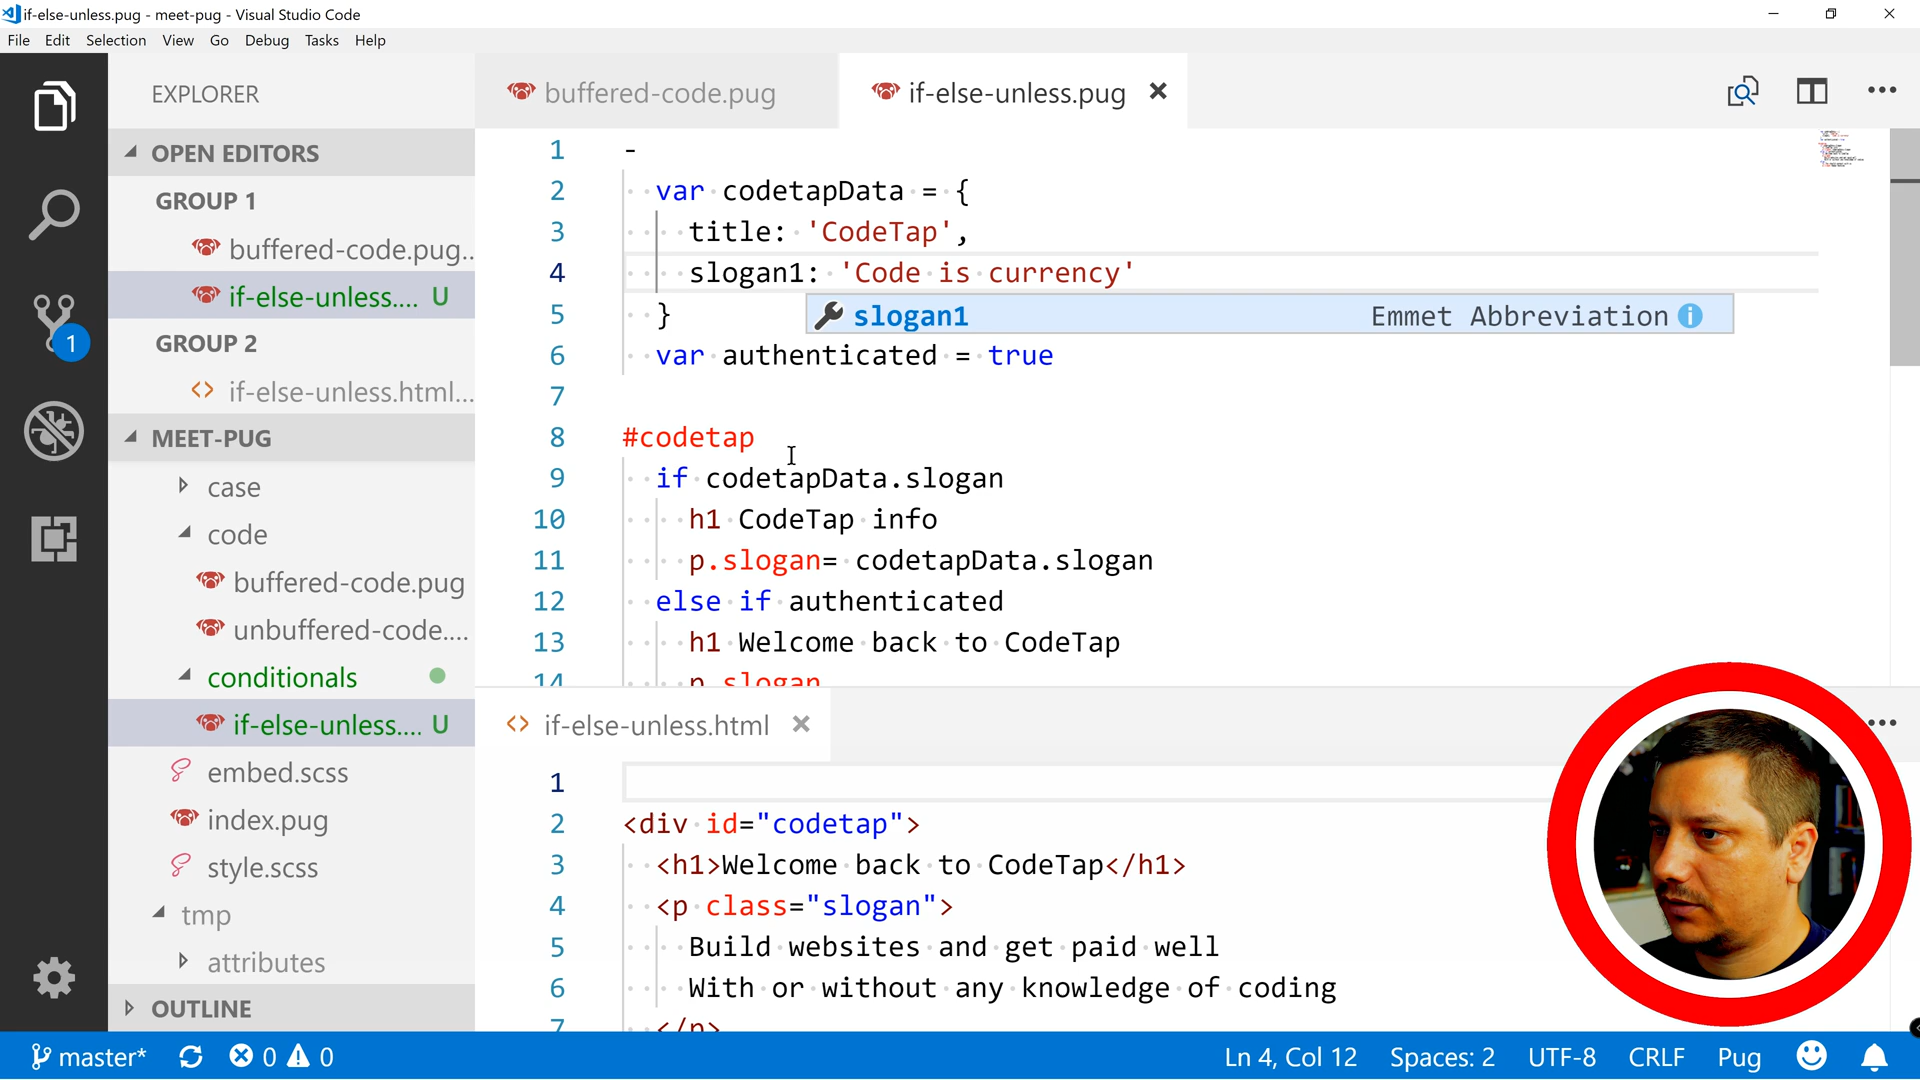 if-else-unless.pug - meet-pug - Visual Studio Code
File Edit Selection View Go Debug Tasks Help
EXPLORER
OPEN EDITORS
GROUP 1
buffered-code.pug...
if-else-unless.... U
GROUP 2
if-else-unless.html...
MEET-PUG
case
code
buffered-code.pug
unbuffered-code....
conditionals
if-else-unless.... U
embed.scss
index.pug
style.scss
tmp
attributes
OUTLINE
1
buffered-code.pug
if-else-unless.pug
1 -
2 var codetapData = {
3 title: 'CodeTap',
4 slogan1: 'Code is currency'
5 }
slogan1 Emmet Abbreviation
6 var authenticated = true
7
8 #codetap
9 if codetapData.slogan
10 h1 CodeTap info
11 p.slogan= codetapData.slogan
12 else if authenticated
13 h1 Welcome back to CodeTap
14 p.slogan
if-else-unless.html
1
2 <div id="codetap">
3 <h1>Welcome back to CodeTap</h1>
4 <p class="slogan">
5 Build websites and get paid well
6 With or without any knowledge of coding
7 </p>
master* 0 0 Ln 4, Col 12 Spaces: 2 UTF-8 CRLF Pug